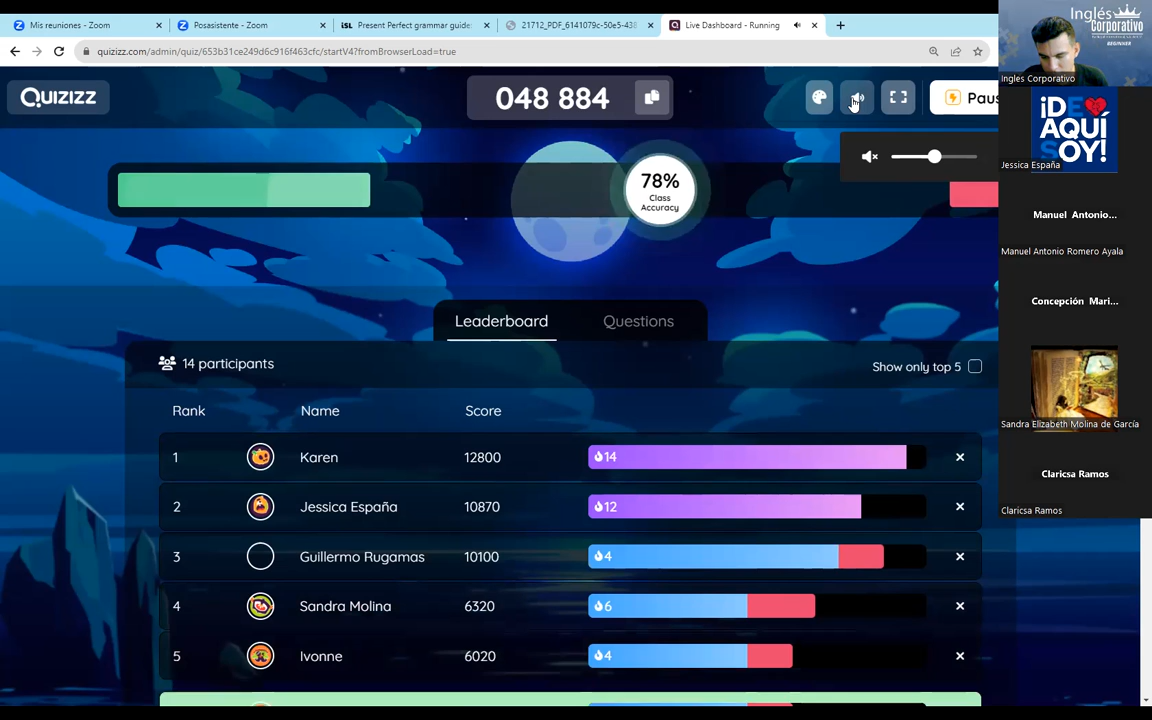 Mis reuniones - Zoom
Posasistente - Zoom
iSL Present Perfect grammar guide:
21712_PDF_6141079c-50e5-438
Live Dashboard - Running
quizizz.com/admin/quiz/653b31ce249d6c916f463cfc/startV4?fromBrowserLoad=true
Quizizz
048 884
Paus
78%
Class
Accuracy
Leaderboard
Questions
14 participants
Show only top 5
Rank
Name
Score
1 Karen 12800 14
2 Jessica España 10870 12
3 Guillermo Rugamas 10100 4
4 Sandra Molina 6320 6
5 Ivonne 6020 4
Inglés
Corporativo
BEGINNER
Ingles Corporativo
¡DE
AQUÍ
SOY!
Jessica España
Manuel Antonio...
Manuel Antonio Romero Ayala
Concepción Mari...
Sandra Elizabeth Molina de García
Claricsa Ramos
Claricsa Ramos